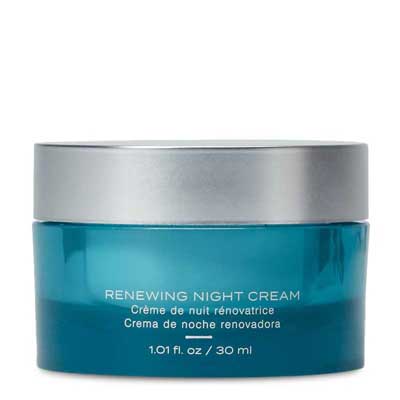 RENEWING NIGHT CREAM
Crème de nuit rénovatrice
Crema de noche renovadora
1.01 fl. oz / 30 ml